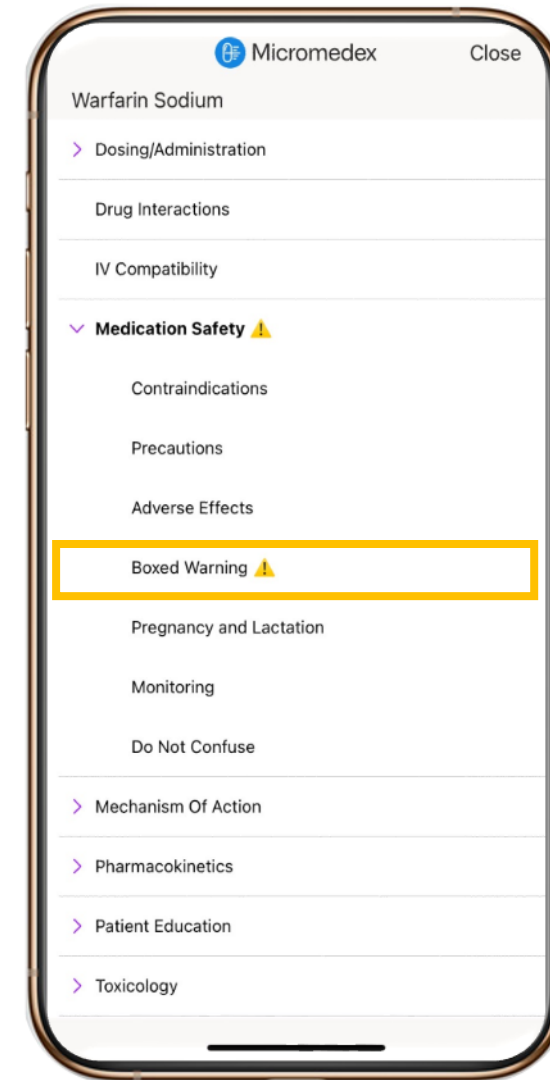 Micromedex Close
Warfarin Sodium
Dosing/Administration
Drug Interactions
IV Compatibility
Medication Safety
Contraindications
Precautions
Adverse Effects
Boxed Warning
Pregnancy and Lactation
Monitoring
Do Not Confuse
Mechanism Of Action
Pharmacokinetics
Patient Education
Toxicology